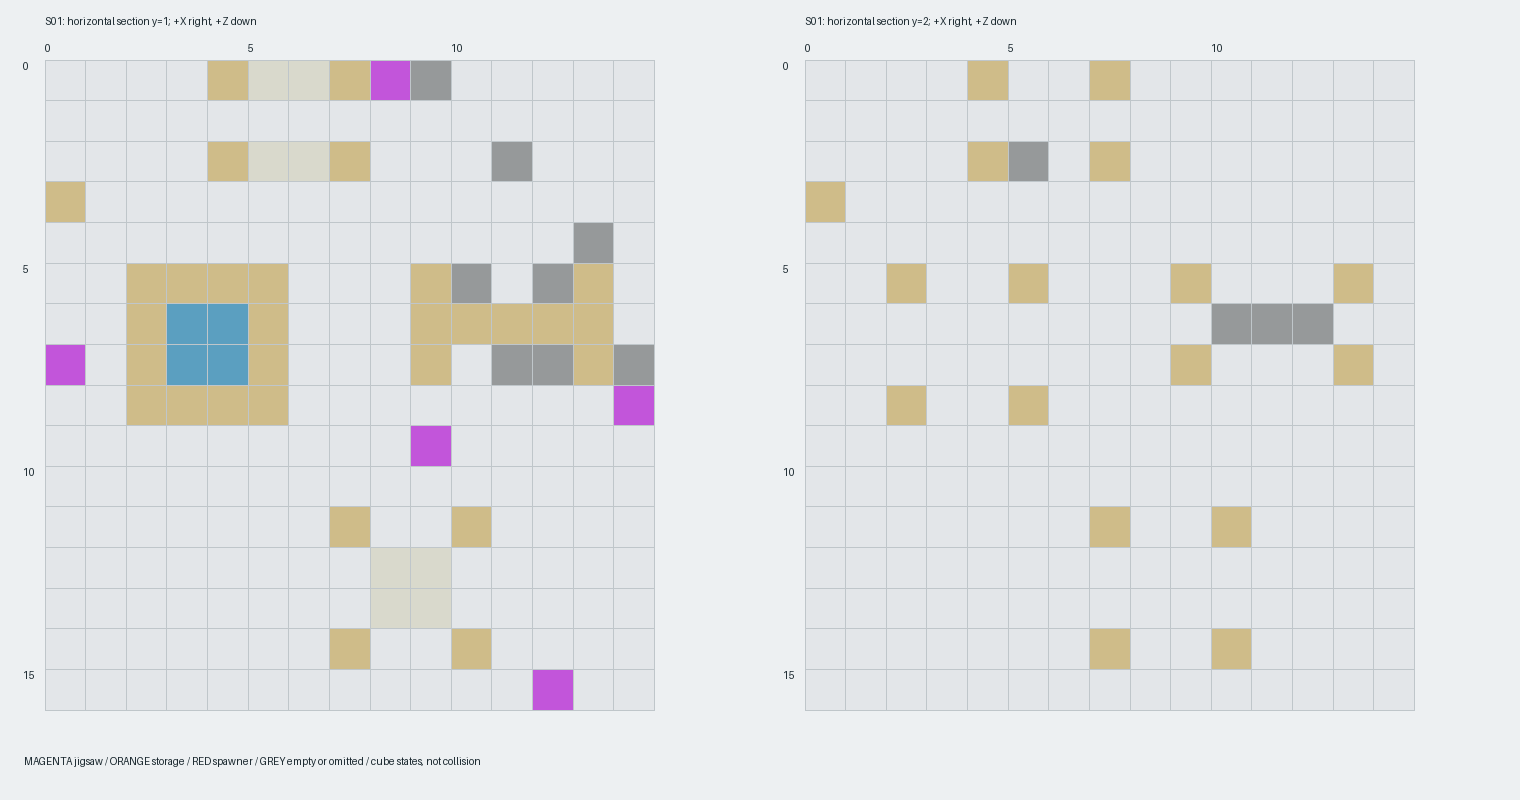 S01: horizontal section y=1; +X right, +Z down
S01: horizontal section y=2; +X right, +Z down
0 5 10
0 5 10
0
0
5
5
10
10
15
15
MAGENTA jigsaw / ORANGE storage / RED spawner / GREY empty or omitted / cube states, not collision